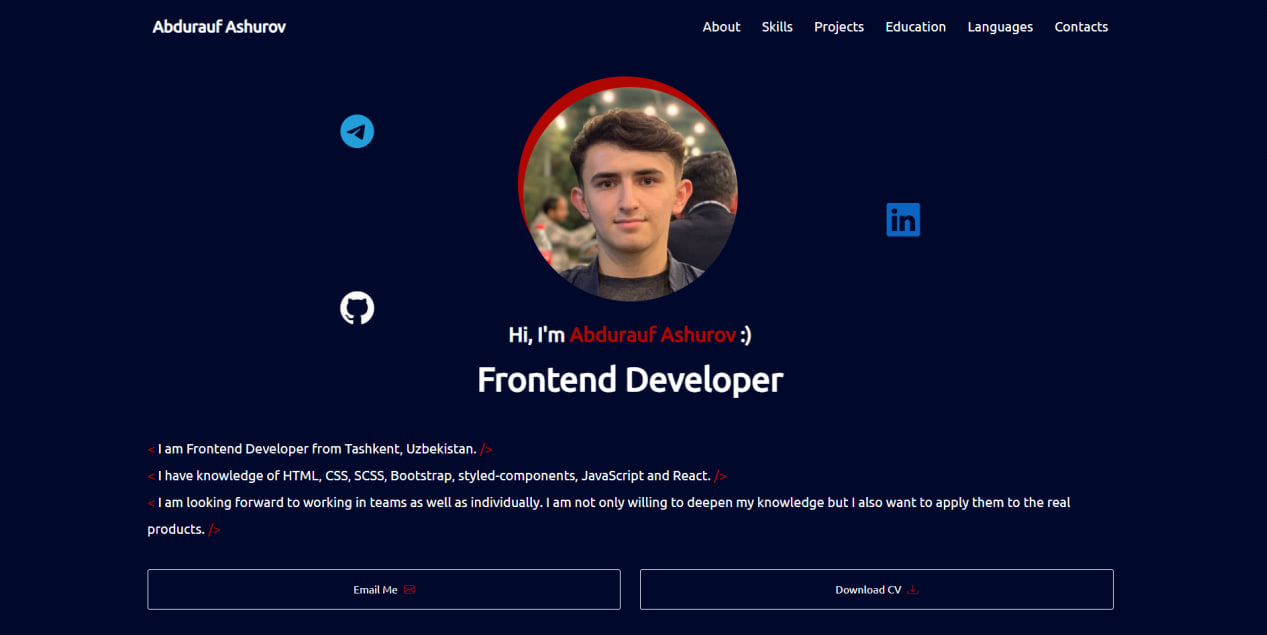 Abdurauf Ashurov
About Skills Projects Education Languages Contacts
in
Hi, I'm Abdurauf Ashurov :)
Frontend Developer
< I am Frontend Developer from Tashkent, Uzbekistan. />
< I have knowledge of HTML, CSS, SCSS, Bootstrap, styled-components, JavaScript and React. />
< I am looking forward to working in teams as well as individually. I am not only willing to deepen my knowledge but I also want to apply them to the real
products. />
Email Me
Download CV